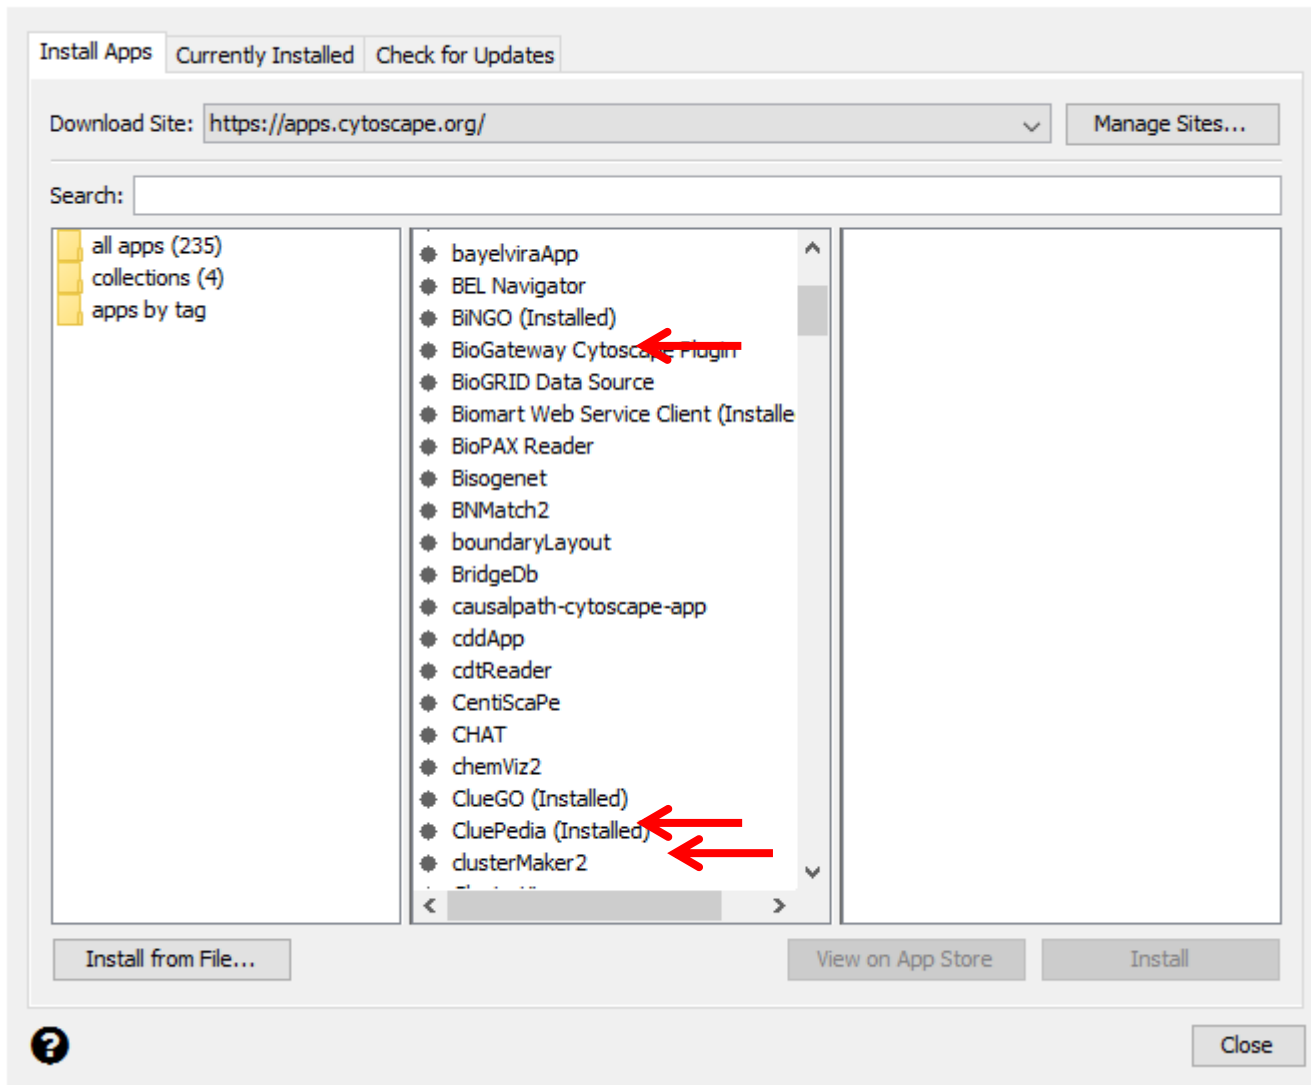 Install Apps
Currently Installed
Check for Updates
Download Site:
https://apps.cytoscape.org/
Manage Sites...
Search:
all apps (235)
collections (4)
apps by tag
bayelviraApp
BEL Navigator
BiNGO (Installed)
BioGateway Cytoscape Plugin
BioGRID Data Source
Biomart Web Service Client (Installe
BioPAX Reader
Bisogenet
BNMatch2
boundaryLayout
BridgeDb
causalpath-cytoscape-app
cddApp
cdtReader
CentiScaPe
CHAT
chemViz2
ClueGO (Installed)
CluePedia (Installed)
clusterMaker2
Install from File...
View on App Store
Install
?
Close